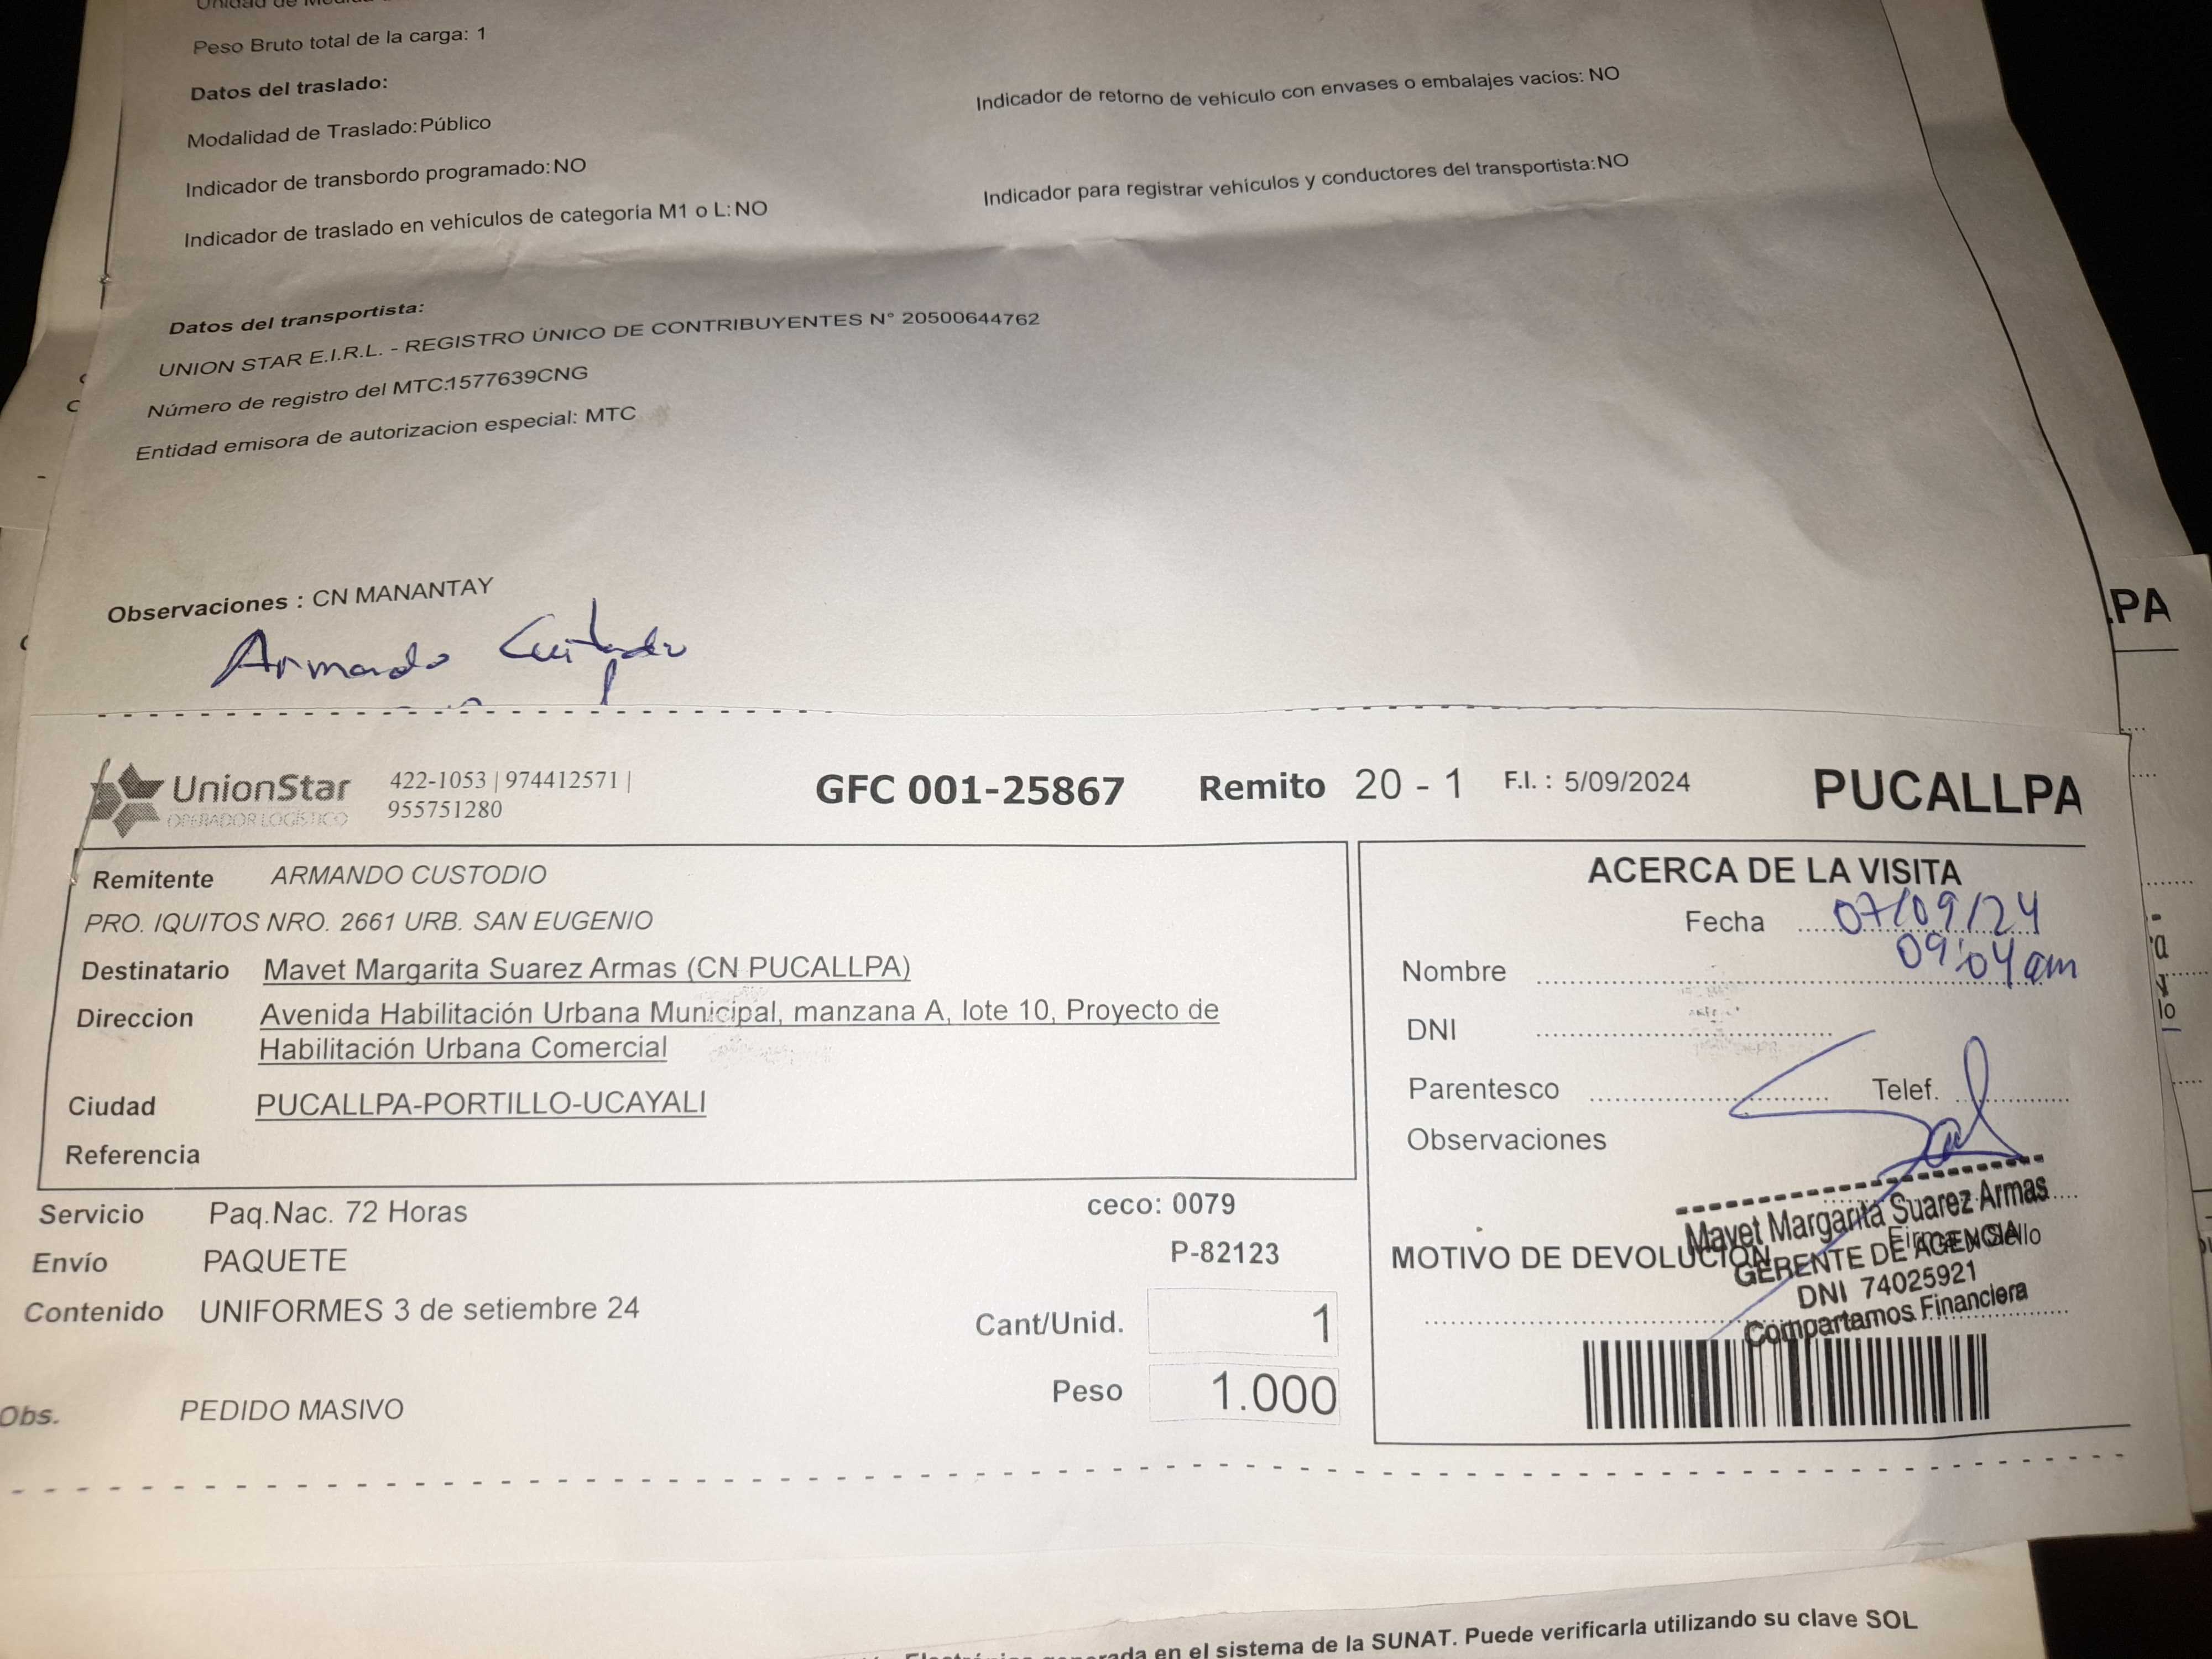 Peso Bruto total de la carga: 1
Datos del traslado:
Indicador de retorno de vehículo con envases o embalajes vacíos: NO
Modalidad de Traslado:Público
Indicador de transbordo programado:NO
Indicador para registrar vehículos y conductores del transportista:NO
Indicador de traslado en vehículos de categoría M1 o L:NO
Datos del transportista:
UNION STAR E.I.R.L. - REGISTRO ÚNICO DE CONTRIBUYENTES N° 20500644762
Número de registro del MTC:1577639CNG
Entidad emisora de autorizacion especial: MTC
Observaciones : CN MANANTAY
Armando Custodio
PA
UnionStar
OPERADOR LOGÍSTICO
422-1053 | 974412571 |
955751280
GFC 001-25867 Remito 20 - 1 F.I. : 5/09/2024 PUCALLPA
Remitente ARMANDO CUSTODIO
PRO. IQUITOS NRO. 2661 URB. SAN EUGENIO
Destinatario Mavet Margarita Suarez Armas (CN PUCALLPA)
Direccion Avenida Habilitación Urbana Municipal, manzana A, lote 10, Proyecto de
Habilitación Urbana Comercial
Ciudad PUCALLPA-PORTILLO-UCAYALI
Referencia
Servicio Paq.Nac. 72 Horas ceco: 0079
Envío PAQUETE P-82123
Contenido UNIFORMES 3 de setiembre 24
Cant/Unid. 1
Peso 1.000
Obs. PEDIDO MASIVO
ACERCA DE LA VISITA
Fecha 07/09/24
09:04 am
Nombre
DNI
Parentesco Telef.
Observaciones
Mavet Margarita Suarez Armas
GERENTE DE AGENCIA
DNI 74025921
Compartamos Financiera
Firma y Sello
MOTIVO DE DEVOLUCIÓN
en el sistema de la SUNAT. Puede verificarla utilizando su clave SOL